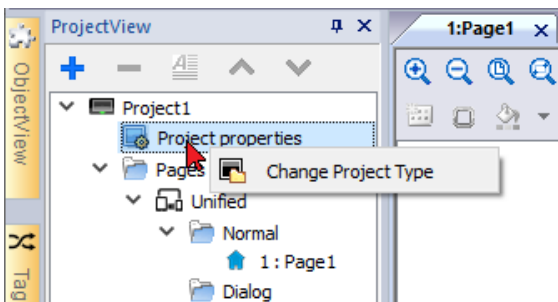 ProjectView
1:Page1
ObjectView
Project1
Project properties
Pages
Change Project Type
Unified
Normal
1 : Page1
Tag
Dialog